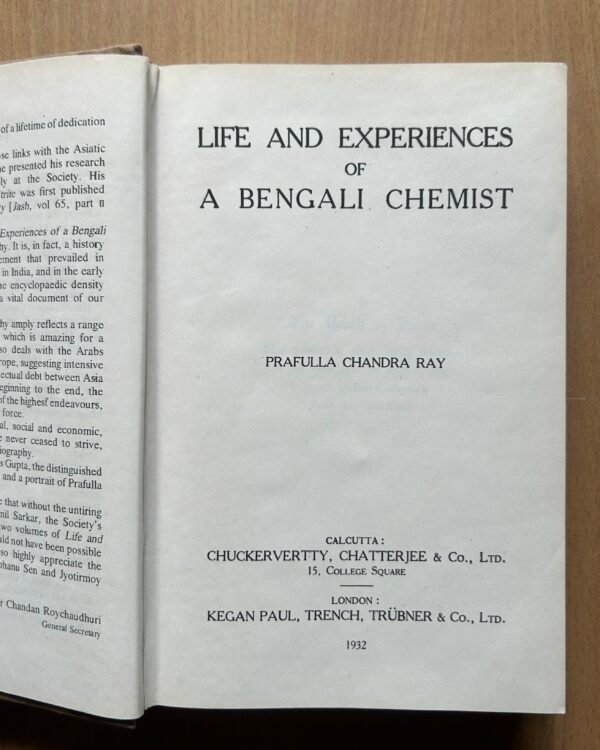 of a lifetime of dedication
se links with the Asiatic
e presented his research
ly at the Society. His
trite was first published
y [Jasb, vol 65, part II
Experiences of a Bengali
hy. It is, in fact, a history
ement that prevailed in
in India, and in the early
ne encyclopaedic density
a vital document of our
hy amply reflects a range
which is amazing for a
so deals with the Arabs
rope, suggesting intensive
ectual debt between Asia
eginning to the end, the
of the highest endeavours,
force.
al, social and economic,
e never ceased to strive,
iography.
s Gupta, the distinguished
and a portrait of Prafulla
e that without the untiring
nil Sarkar, the Society's
two volumes of Life and
uld not have been possible
so highly appreciate the
bhanu Sen and Jyotirmoy
r Chandan Roychaudhuri
General Secretary
LIFE AND EXPERIENCES
OF
A BENGALI CHEMIST
PRAFULLA CHANDRA RAY
CALCUTTA :
CHUCKERVERTTY, CHATTERJEE & Co., LTD.
15, COLLEGE SQUARE
LONDON :
KEGAN PAUL, TRENCH, TRÜBNER & Co., LTD.
1932